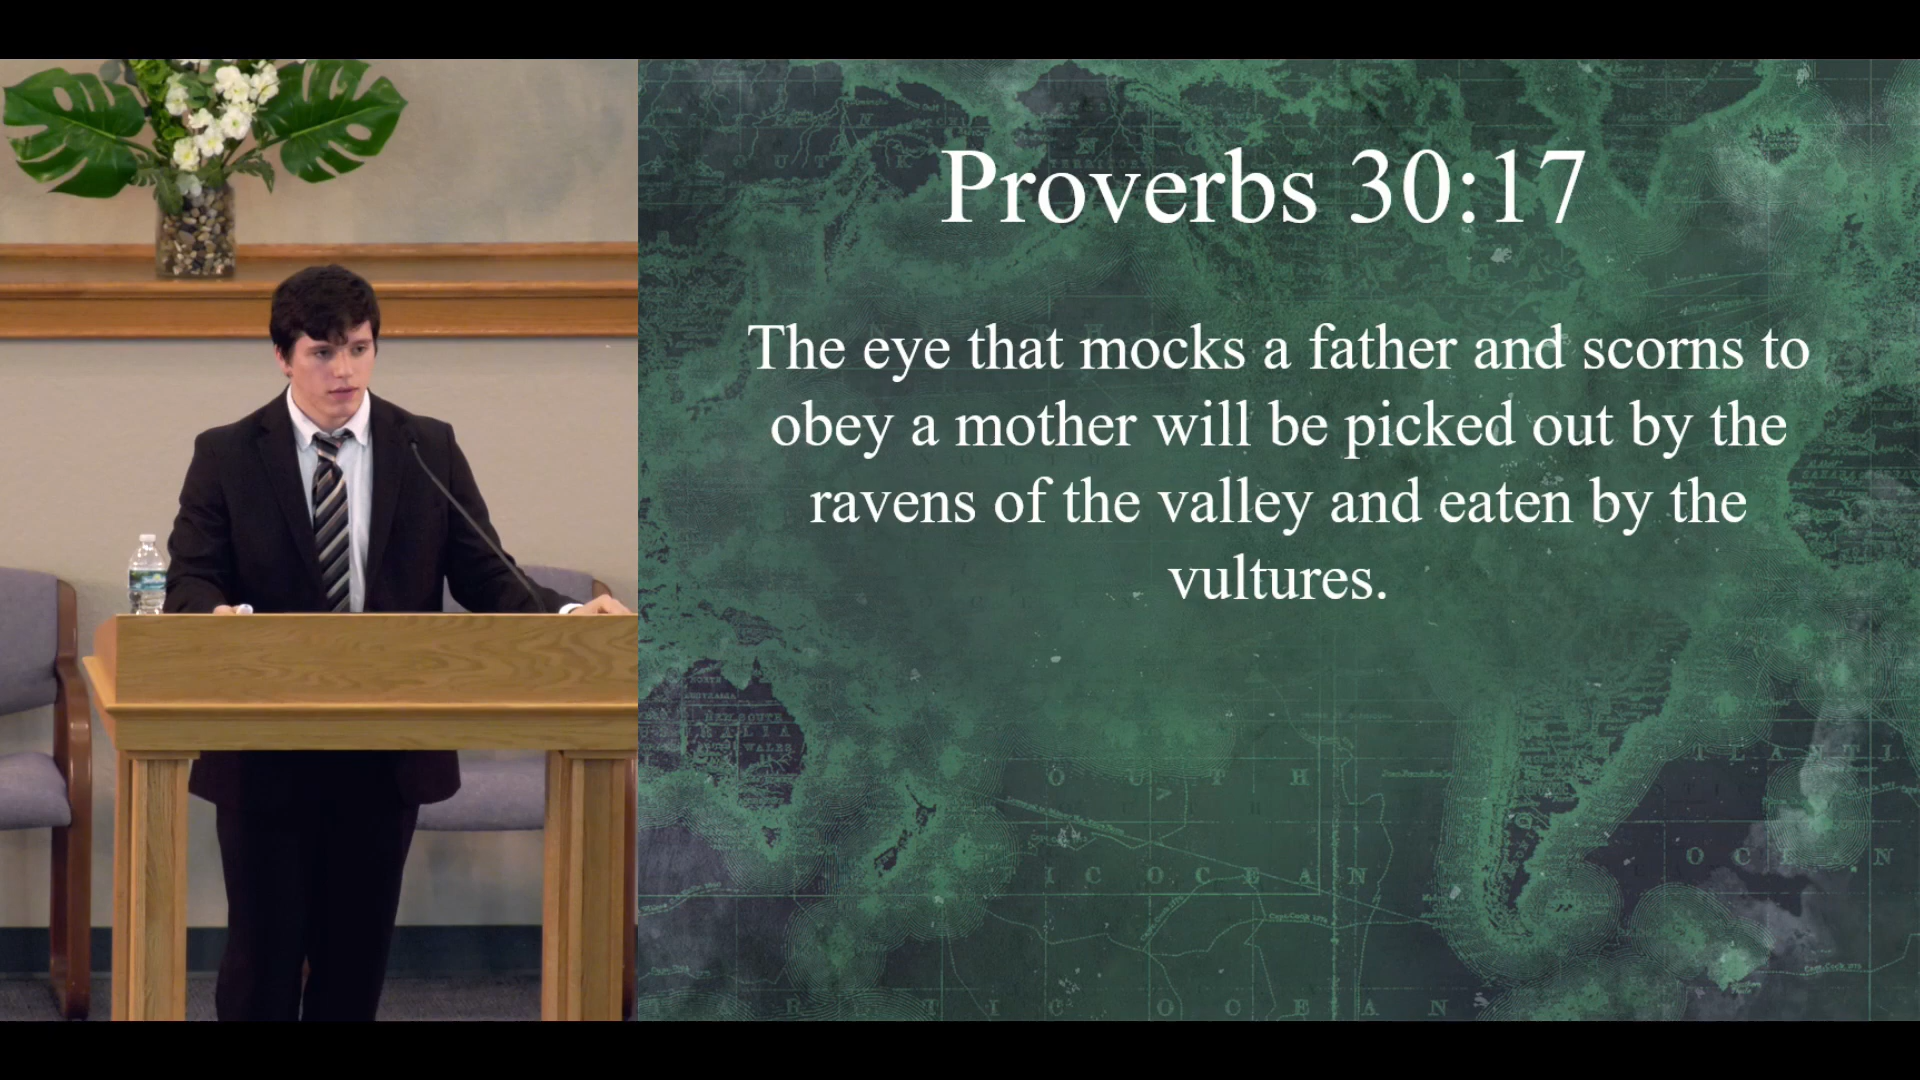 Proverbs 30:17
The eye that mocks a father and scorns to
obey a mother will be picked out by the
ravens of the valley and eaten by the
vultures.
O U T H
I C O C E A N
O C E A N